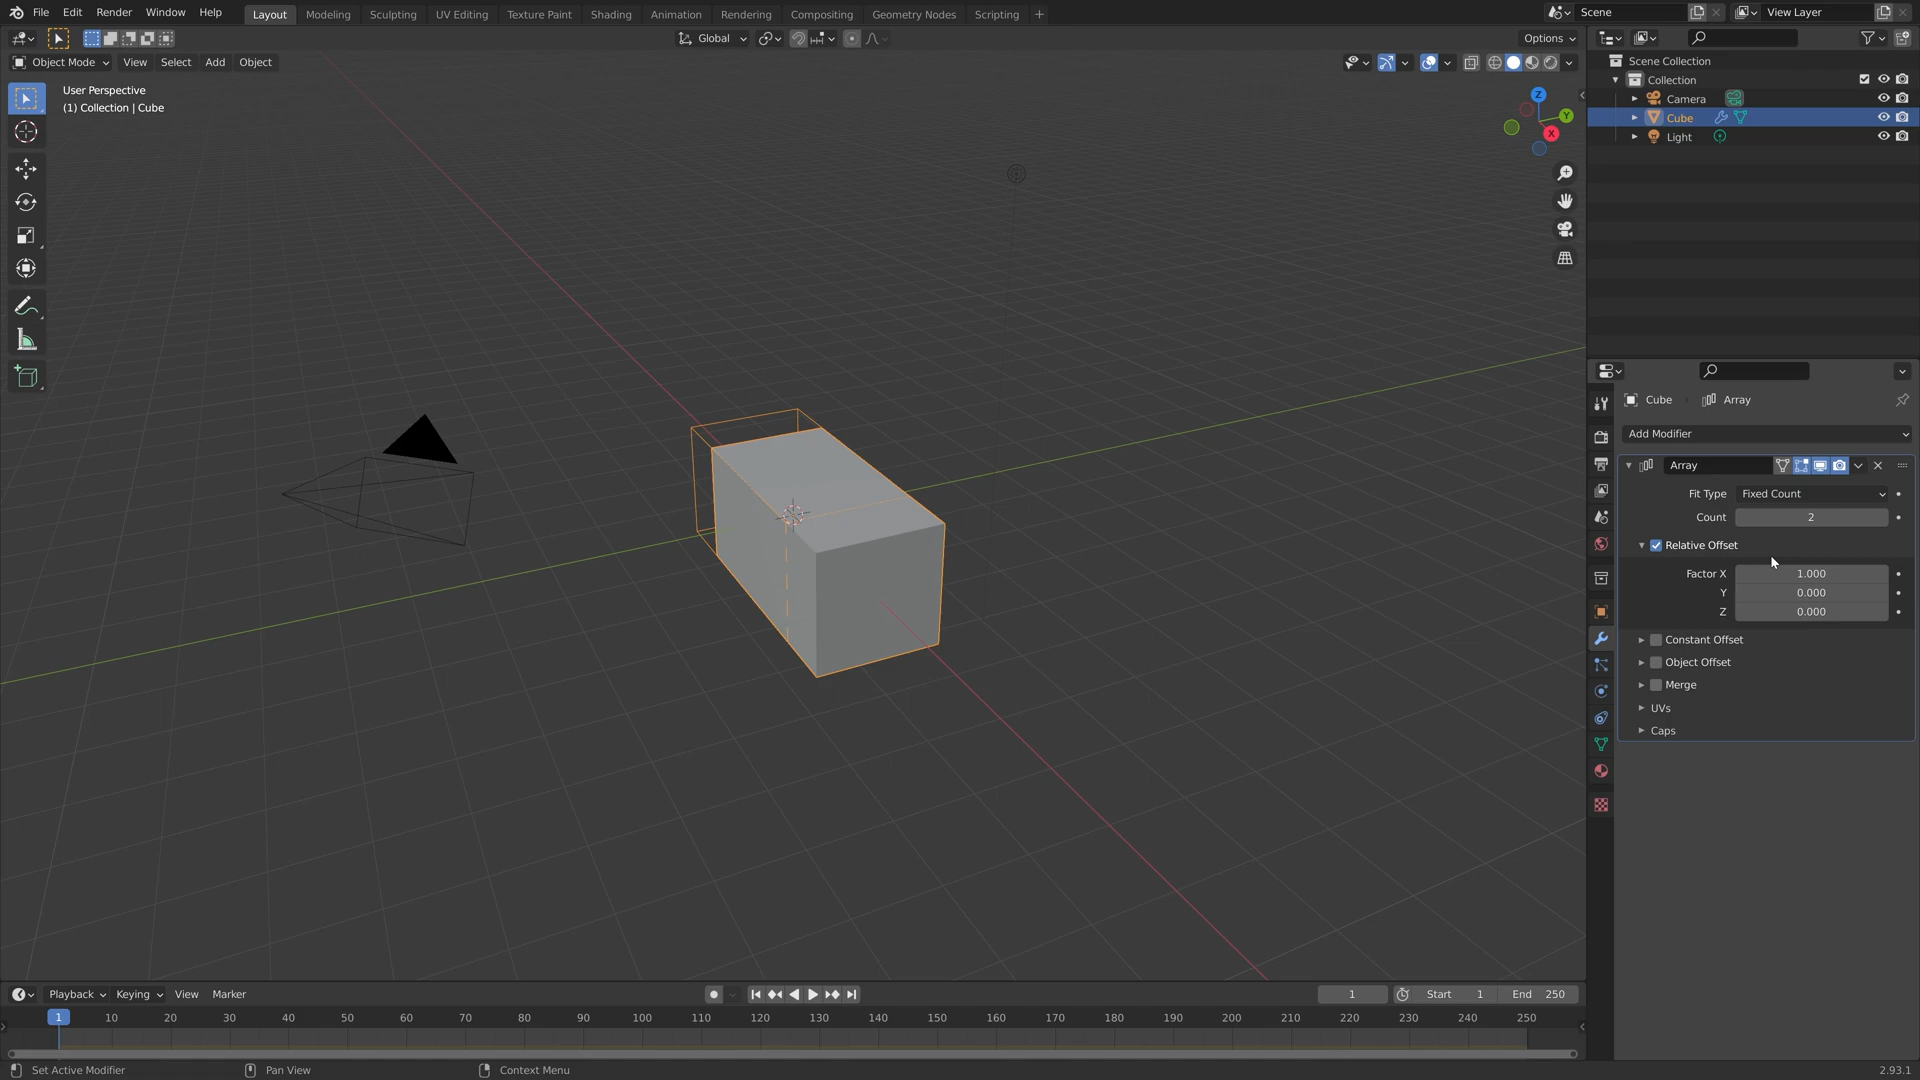 File Edit Render Window Help Layout Modeling Sculpting UV Editing Texture Paint Shading Animation Rendering Compositing Geometry Nodes Scripting + Scene View Layer
Global Options
Object Mode View Select Add Object
User Perspective
(1) Collection | Cube
Z
Y
X
Scene Collection
Collection
Camera
Cube
Light
Cube Array
Add Modifier
Array
Fit Type Fixed Count
Count 2
Relative Offset
Factor X 1.000
Y 0.000
Z 0.000
Constant Offset
Object Offset
Merge
UVs
Caps
Playback Keying View Marker 1 Start 1 End 250
1 10 20 30 40 50 60 70 80 90 100 110 120 130 140 150 160 170 180 190 200 210 220 230 240 250
Set Active Modifier Pan View Context Menu 2.93.1